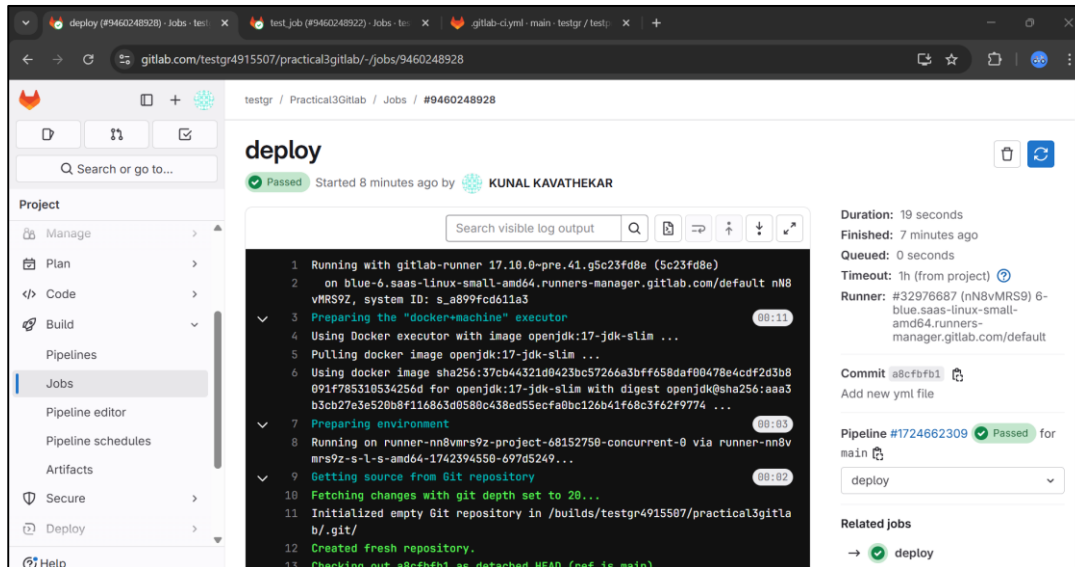 deploy (#9460248928) · Jobs · test
test_job (#9460248922) · Jobs · tes
.gitlab-ci.yml · main · testgr / testp
gitlab.com/testgr4915507/practical3gitlab/-/jobs/9460248928
testgr / Practical3Gitlab / Jobs / #9460248928
Search or go to...
Project
Manage
Plan
Code
Build
Pipelines
Jobs
Pipeline editor
Pipeline schedules
Artifacts
Secure
Deploy
Help
deploy
Passed Started 8 minutes ago by KUNAL KAVATHEKAR
Search visible log output
1 Running with gitlab-runner 17.10.0~pre.41.g5c23fd8e (5c23fd8e)
2 on blue-6.saas-linux-small-amd64.runners-manager.gitlab.com/default nN8
vMRS9Z, system ID: s_a899fcd611a3
3 Preparing the "docker+machine" executor 00:11
4 Using Docker executor with image openjdk:17-jdk-slim ...
5 Pulling docker image openjdk:17-jdk-slim ...
6 Using docker image sha256:37cb44321d0423bc57266a3bff658daf00478e4cdf2d3b8
091f785310534256d for openjdk:17-jdk-slim with digest openjdk@sha256:aaa3
b3cb27e3e520b8f116863d0580c438ed55ecfa0bc126b41f68c3f62f9774 ...
7 Preparing environment 00:03
8 Running on runner-nn8vmrs9z-project-68152750-concurrent-0 via runner-nn8v
mrs9z-s-l-s-amd64-1742394550-697d5249...
9 Getting source from Git repository 00:02
10 Fetching changes with git depth set to 20...
11 Initialized empty Git repository in /builds/testgr4915507/practical3gitla
b/.git/
12 Created fresh repository.
13 Checking out a8cfbfb1 as detached HEAD (ref is main)
Duration: 19 seconds
Finished: 7 minutes ago
Queued: 0 seconds
Timeout: 1h (from project)
Runner: #32976687 (nN8vMRS9) 6-
blue.saas-linux-small-
amd64.runners-
manager.gitlab.com/default
Commit a8cfbfb1
Add new yml file
Pipeline #1724662309 Passed for
main
deploy
Related jobs
deploy